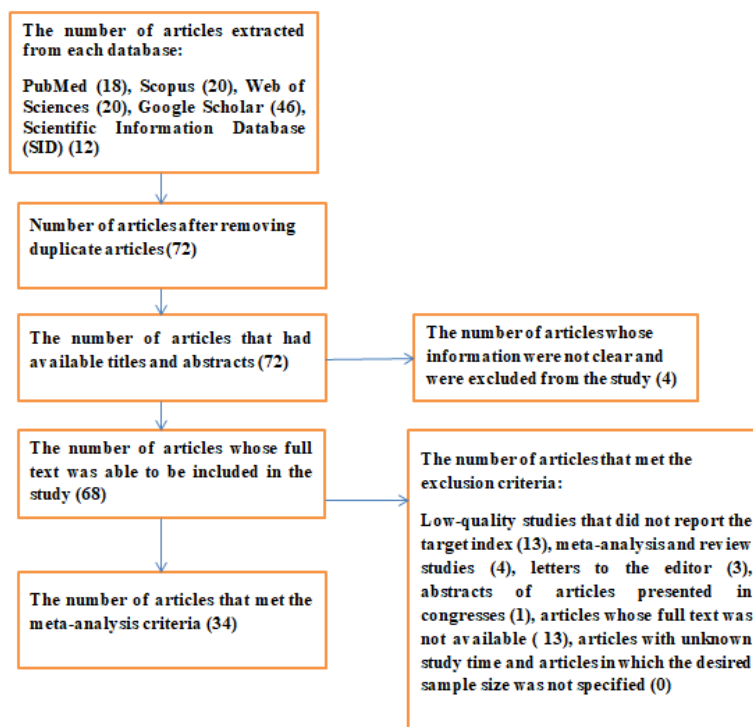 The number of articles extracted
from each database:
PubMed (18), Scopus (20), Web of
Sciences (20), Google Scholar (46),
Scientific Information Database
(SID) (12)
Number of articles after removing
duplicate articles (72)
The number of articles that had
available titles and abstracts (72)
The number of articles whose
information were not clear and
were excluded from the study (4)
The number of articles whose full
text was able to be included in the
study (68)
The number of articles that met the
exclusion criteria:
Low-quality studies that did not report the
target index (13), meta-analysis and review
studies (4), letters to the editor (3),
abstracts of articles presented in
congresses (1), articles whose full text was
not available ( 13), articles with unknown
study time and articles in which the desired
sample size was not specified (0)
The number of articles that met the
meta-analysis criteria (34)